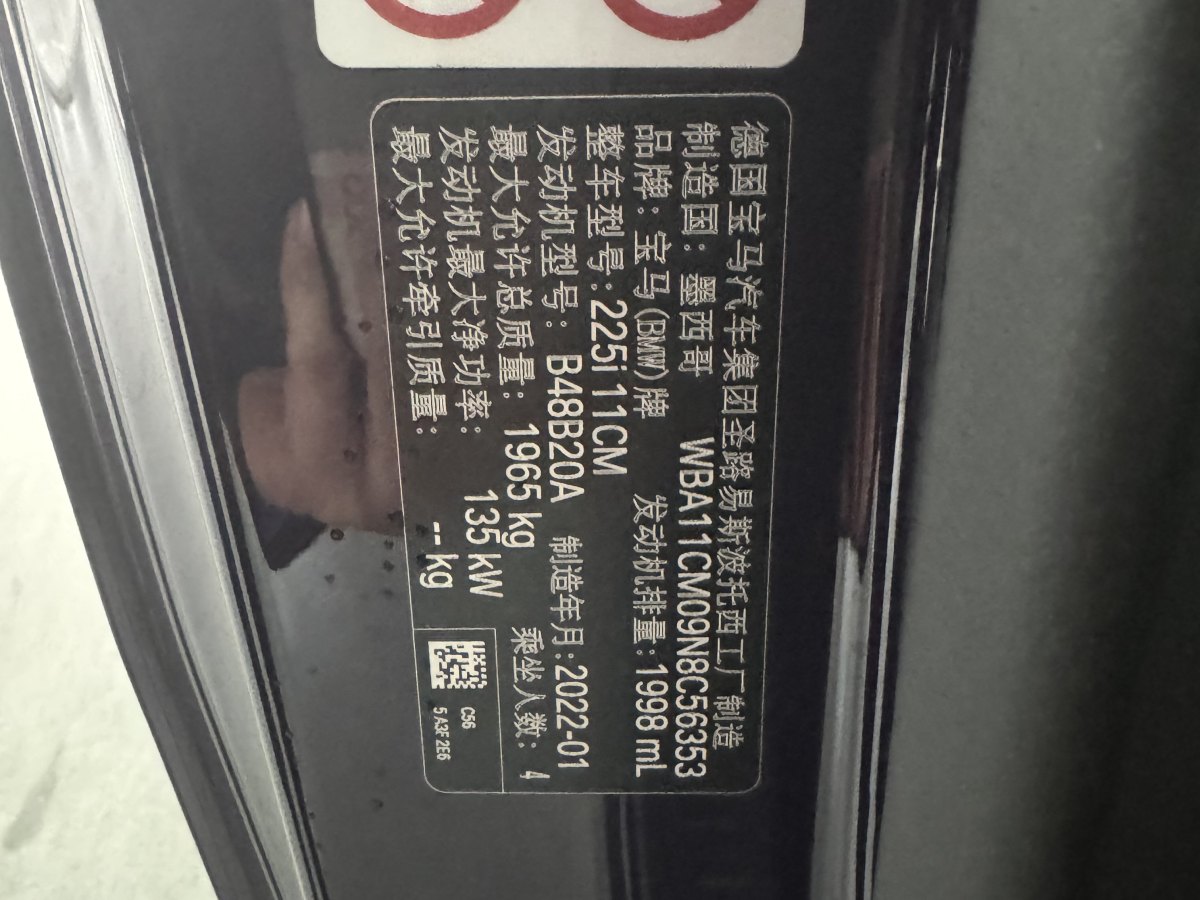 德国宝马汽车集团圣路易斯波托西工厂 制造
制造国：墨西哥 WBA11CM09N8C56353
品牌：宝马(BMW)牌 发动机排量：1998 mL
整车型号：225i 11CM
发动机型号：B48B20A 制造年月：2022-01
最大允许总质量：1965 kg 乘坐人数：4
发动机最大净功率：135 kW
最大允许牵引质量：-- kg
C56
5 A3F 2E6